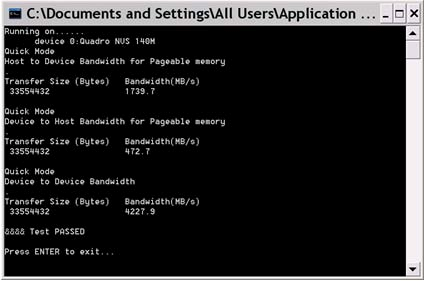 C:\Documents and Settings\All Users\Application ...
Running on......
device 0:Quadro NVS 140M
Quick Mode
Host to Device Bandwidth for Pageable memory
.
Transfer Size (Bytes) Bandwidth(MB/s)
33554432 1739.7
Quick Mode
Device to Host Bandwidth for Pageable memory
.
Transfer Size (Bytes) Bandwidth(MB/s)
33554432 472.7
Quick Mode
Device to Device Bandwidth
.
Transfer Size (Bytes) Bandwidth(MB/s)
33554432 4227.9
&&&& Test PASSED
Press ENTER to exit...